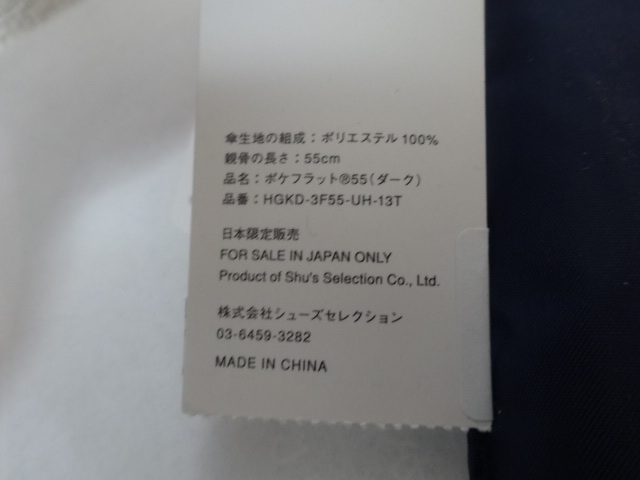 傘生地の組成：ポリエステル 100%
親骨の長さ：55cm
品名：ポケフラット®55（ダーク）
品番：HGKD-3F55-UH-13T
日本限定販売
FOR SALE IN JAPAN ONLY
Product of Shu's Selection Co., Ltd.
株式会社シューズセレクション
03-6459-3282
MADE IN CHINA